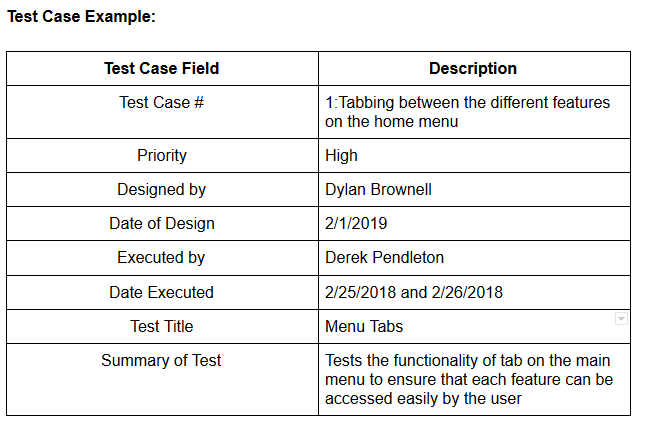 Test Case Example:
Test Case Field
Description
Test Case #
1:Tabbing between the different features
on the home menu
Priority
High
Designed by
Dylan Brownell
Date of Design
2/1/2019
Executed by
Derek Pendleton
Date Executed
2/25/2018 and 2/26/2018
Test Title
Menu Tabs
Summary of Test
Tests the functionality of tab on the main
menu to ensure that each feature can be
accessed easily by the user